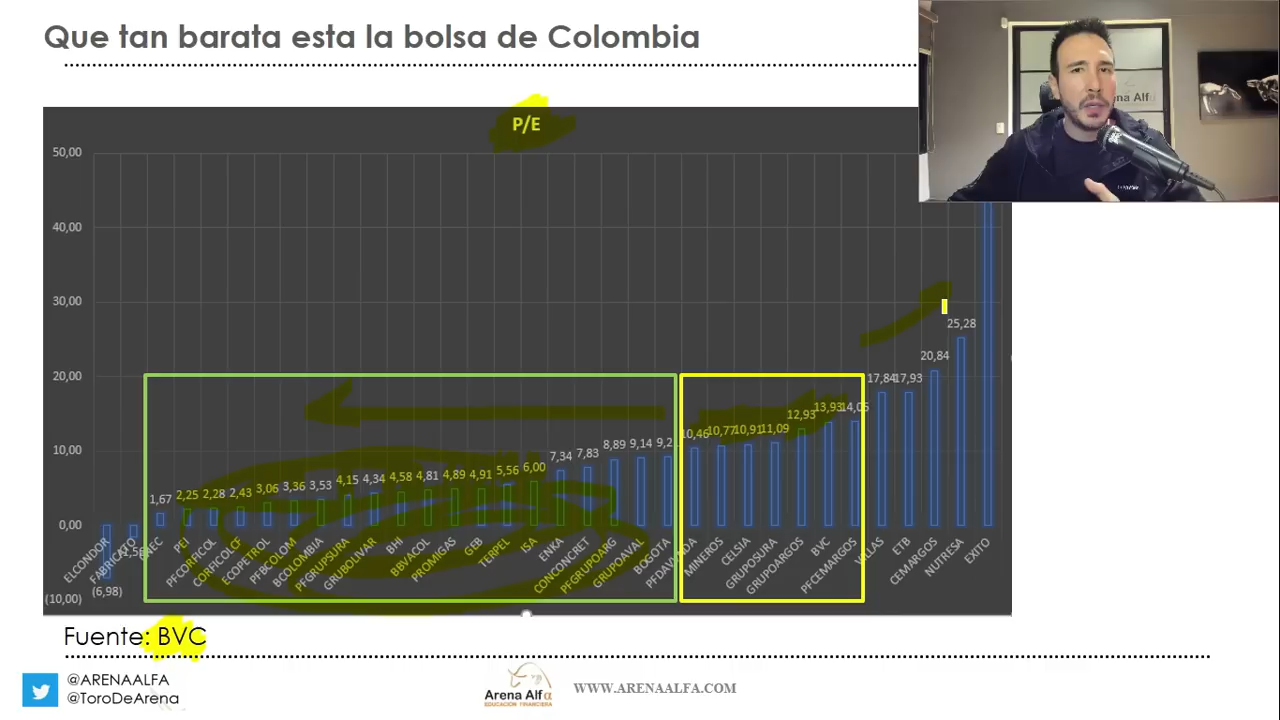 Que tan barata esta la bolsa de Colombia
P/E
50,00
40,00
30,00
20,00
10,00
0,00
(10,00)
(6,98)
1,67
2,25
2,28
2,43
3,06
3,36
3,53
4,15
4,34
4,58
4,81
4,89
4,91
5,56
6,00
7,34
7,83
8,89
9,14
10,46
10,77
10,91
11,09
12,93
13,93
14,05
17,84
17,93
20,84
25,28
ELCONDOR
FABRICATO
PEI
PFCORFICOL
CORFICOLCF
ECOPETROL
PFBCOLOM
BCOLOMBIA
PFGRUPSURA
GRUBOLIVAR
BHI
BBVACOL
PROMIGAS
GEB
TERPEL
ISA
ENKA
CONCONCRET
PFGRUPOARG
GRUPOAVAL
BOGOTA
PFDAVVNDA
MINEROS
CELSIA
GRUPOSURA
GRUPOARGOS
BVC
PFCEMARGOS
VILLAS
ETB
CEMARGOS
NUTRESA
EXITO
Fuente: BVC
@ARENAALFA
@ToroDeArena
Arena Alfα
EDUCACIÓN FINANCIERA
WWW.ARENAALFA.COM